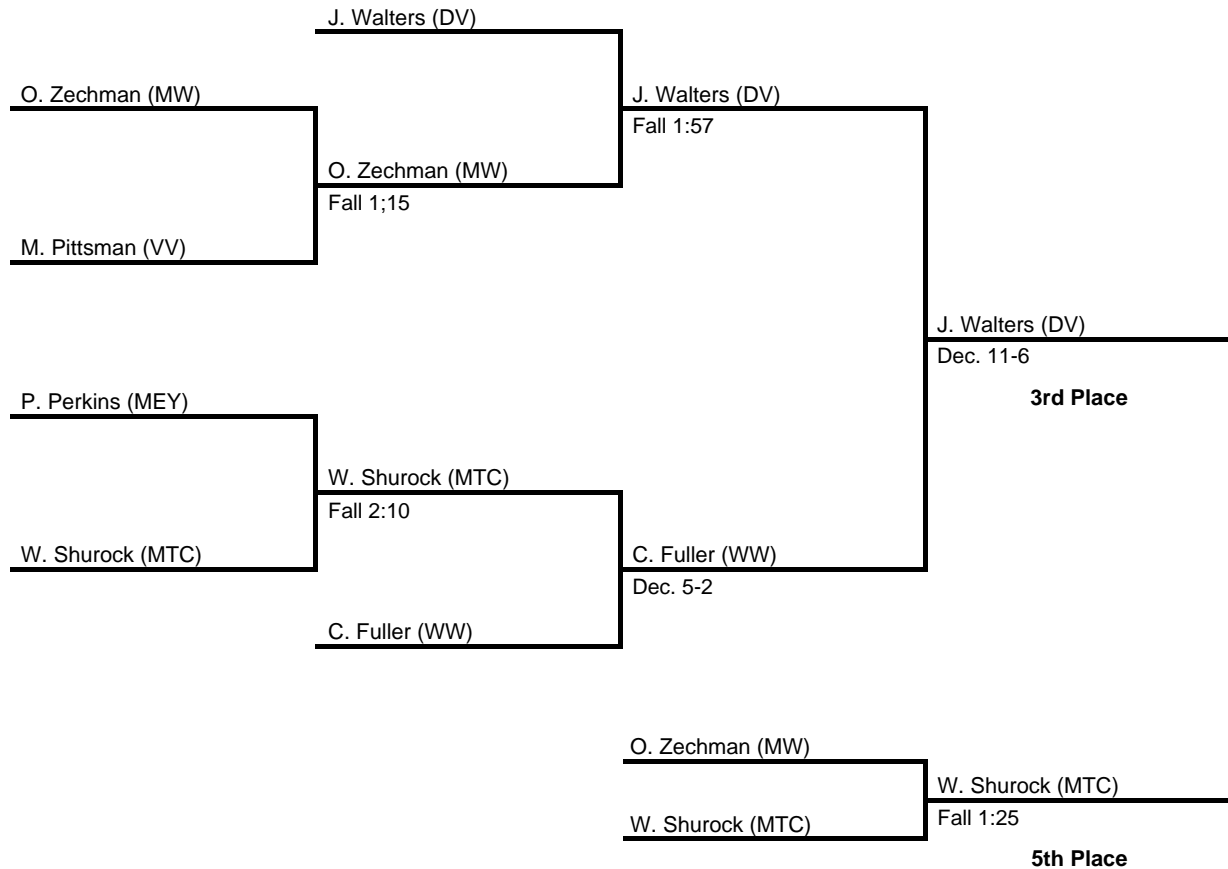 J. Walters (DV)
O. Zechman (MW)
J. Walters (DV)
Fall 1:57
O. Zechman (MW)
Fall 1;15
M. Pittsman (VV)
J. Walters (DV)
Dec. 11-6
3rd Place
P. Perkins (MEY)
W. Shurock (MTC)
Fall 2:10
W. Shurock (MTC)
C. Fuller (WW)
Dec. 5-2
C. Fuller (WW)
O. Zechman (MW)
W. Shurock (MTC)
Fall 1:25
W. Shurock (MTC)
5th Place